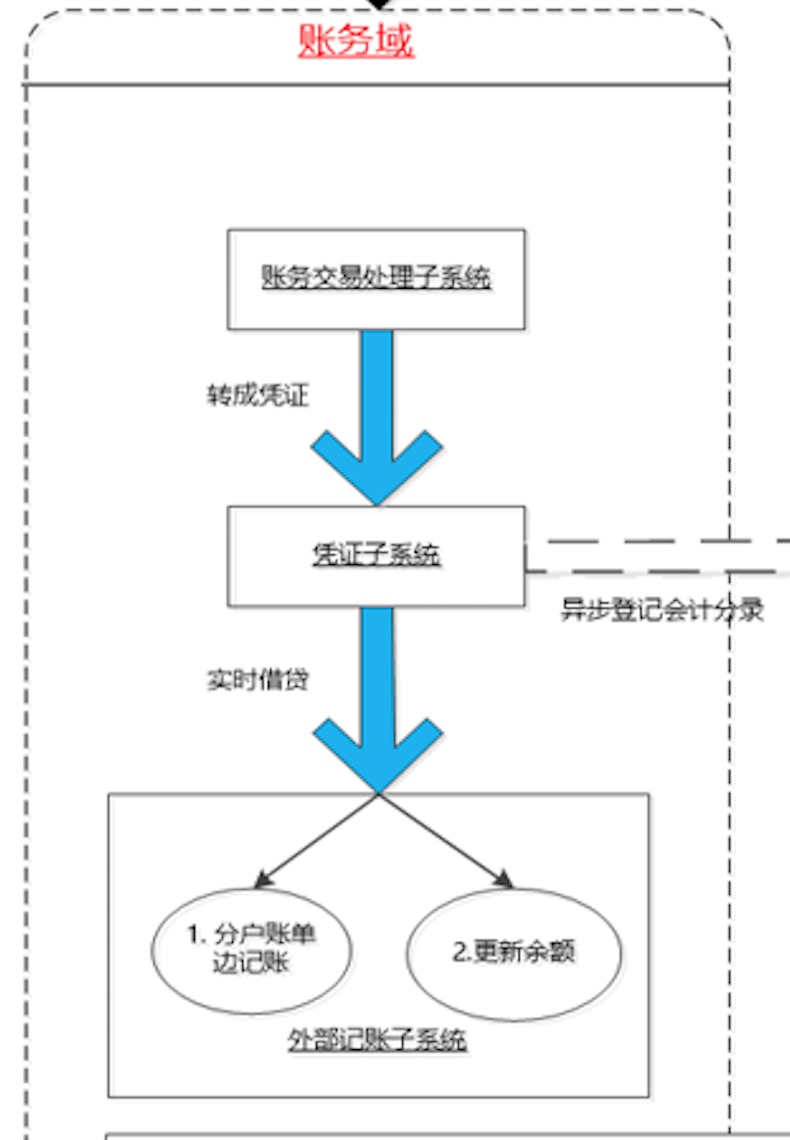 账务域
账务交易处理子系统
转成凭证
凭证子系统
异步登记会计分录
实时借贷
1. 分户账单
边记账
2.更新余额
外部记账子系统